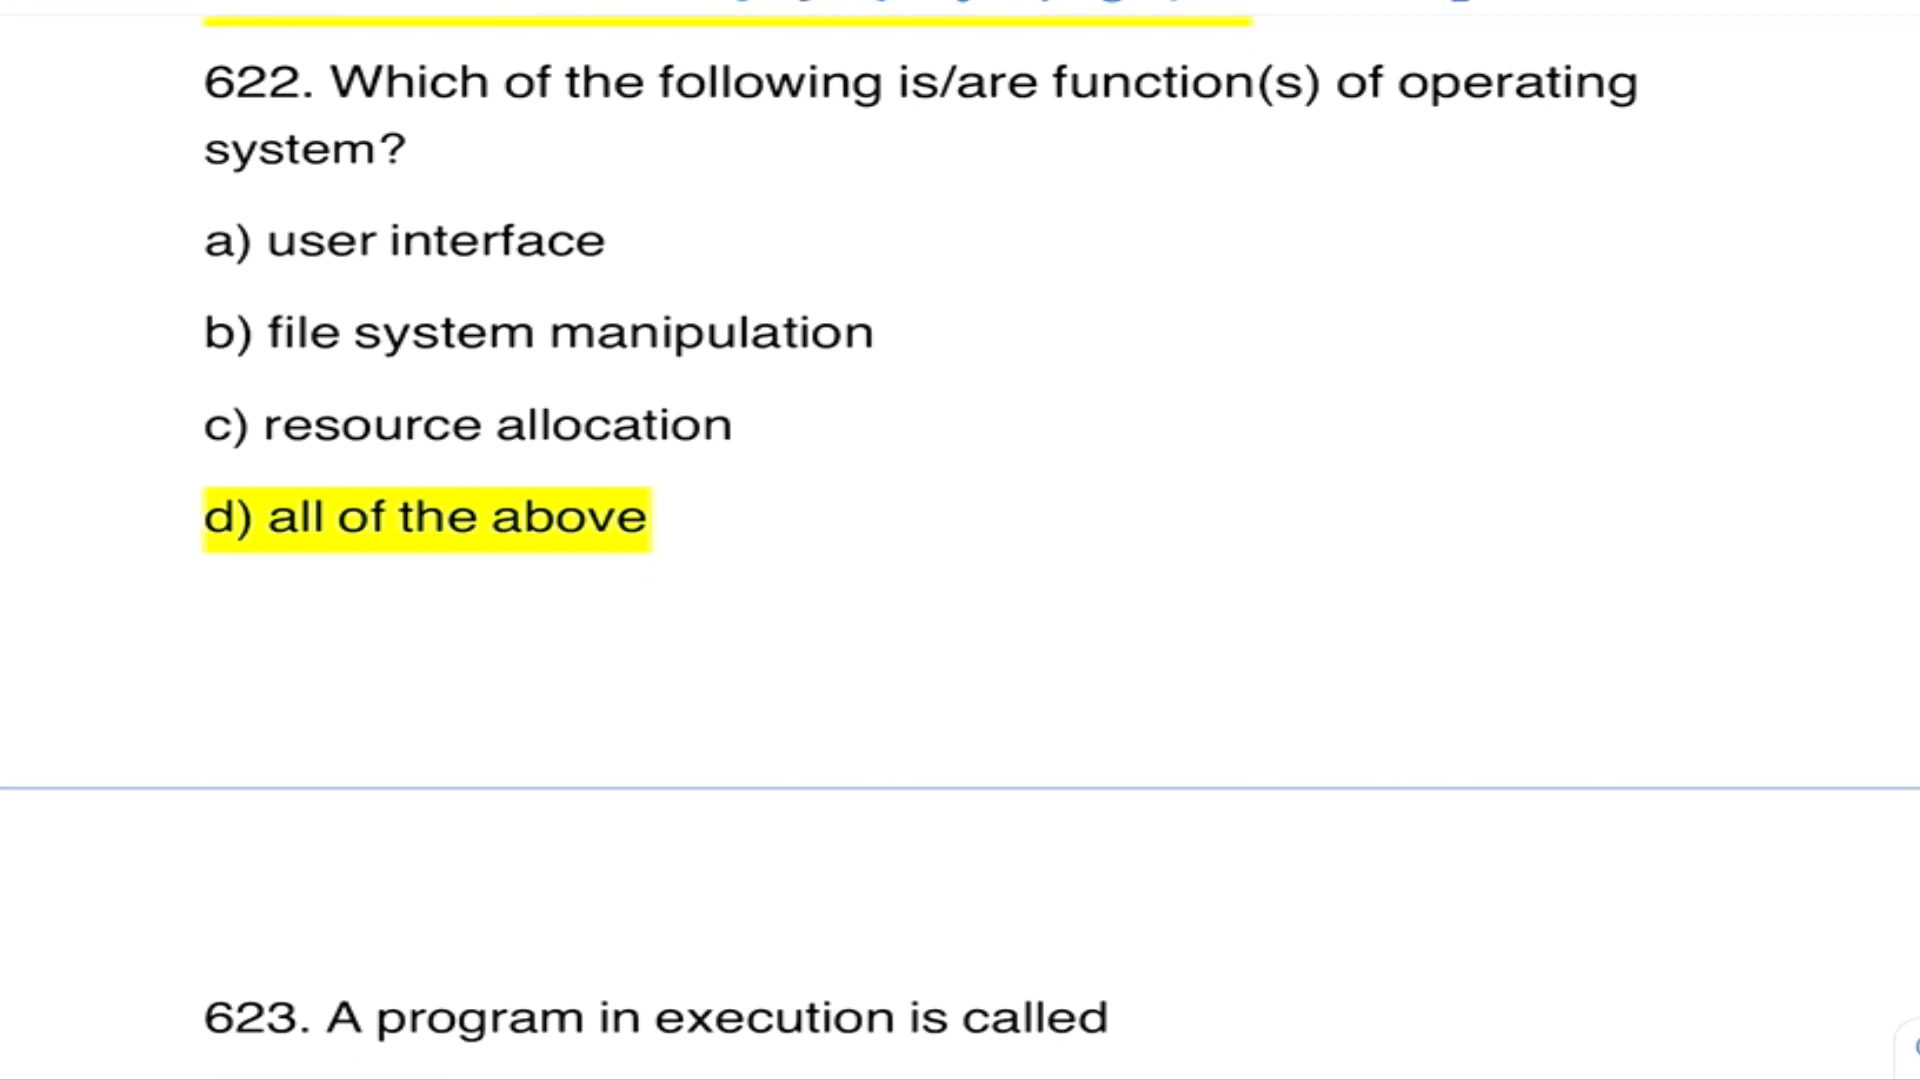 622. Which of the following is/are function(s) of operating
system?
a) user interface
b) file system manipulation
c) resource allocation
d) all of the above
623. A program in execution is called